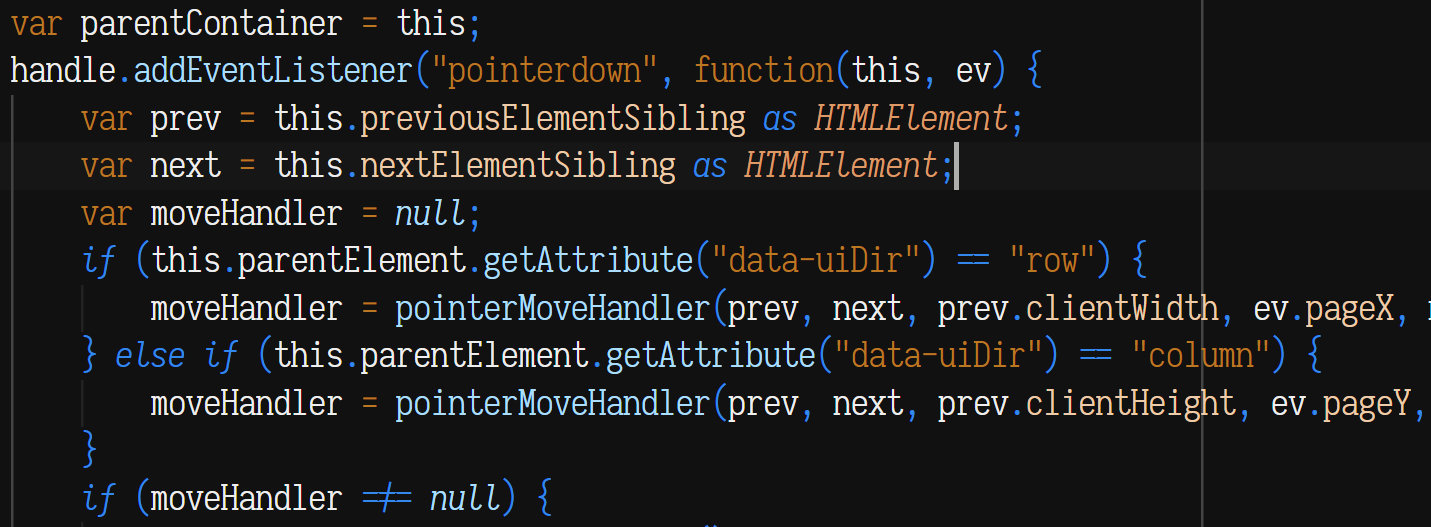 var parentContainer = this;
handle.addEventListener("pointerdown", function(this, ev) {
var prev = this.previousElementSibling as HTMLElement;
var next = this.nextElementSibling as HTMLElement;
var moveHandler = null;
if (this.parentElement.getAttribute("data-uiDir") == "row") {
moveHandler = pointerMoveHandler(prev, next, prev.clientWidth, ev.pageX,
} else if (this.parentElement.getAttribute("data-uiDir") == "column") {
moveHandler = pointerMoveHandler(prev, next, prev.clientHeight, ev.pageY,
}
if (moveHandler !== null) {